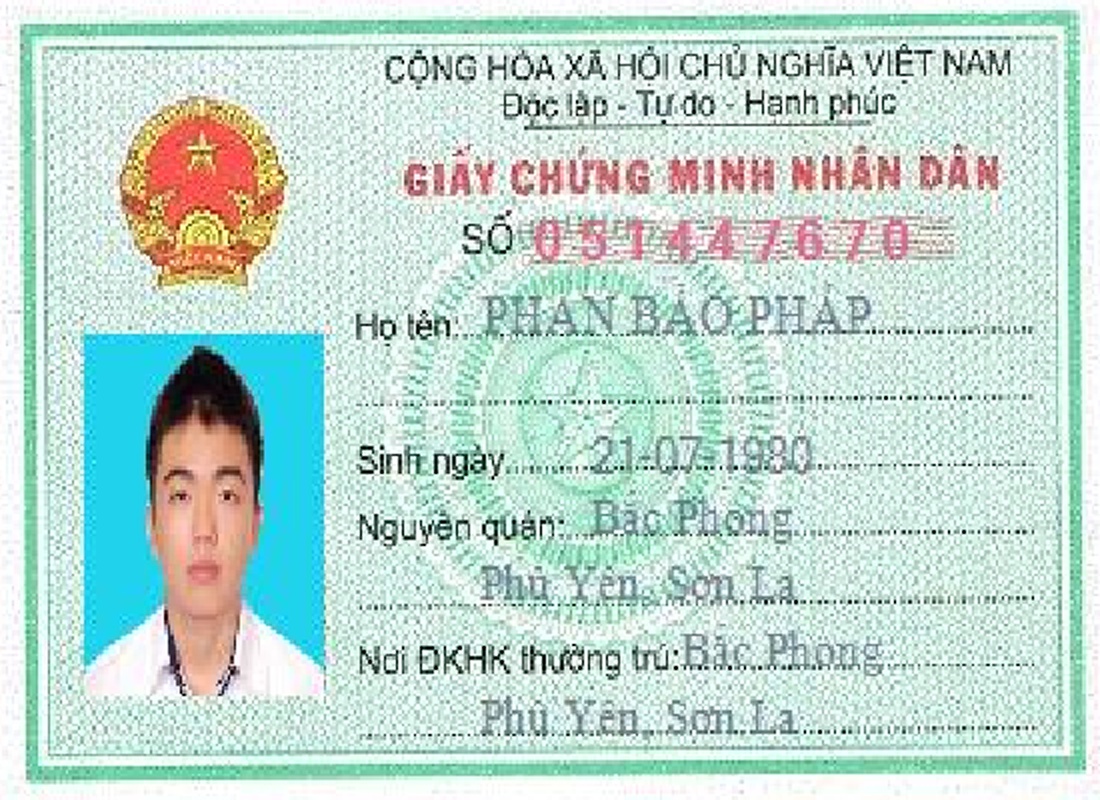 CỘNG HÒA XÃ HỘI CHỦ NGHĨA VIỆT NAM
Độc lập - Tự do - Hạnh phúc
GIẤY CHỨNG MINH NHÂN DÂN
SỐ 051447670
Họ tên: PHAN BẢO PHÁP
Sinh ngày 21-07-1980
Nguyên quán: Bắc Phong
Phù Yên, Sơn La
Nơi ĐKHK thường trú: Bắc Phong
Phù Yên, Sơn La